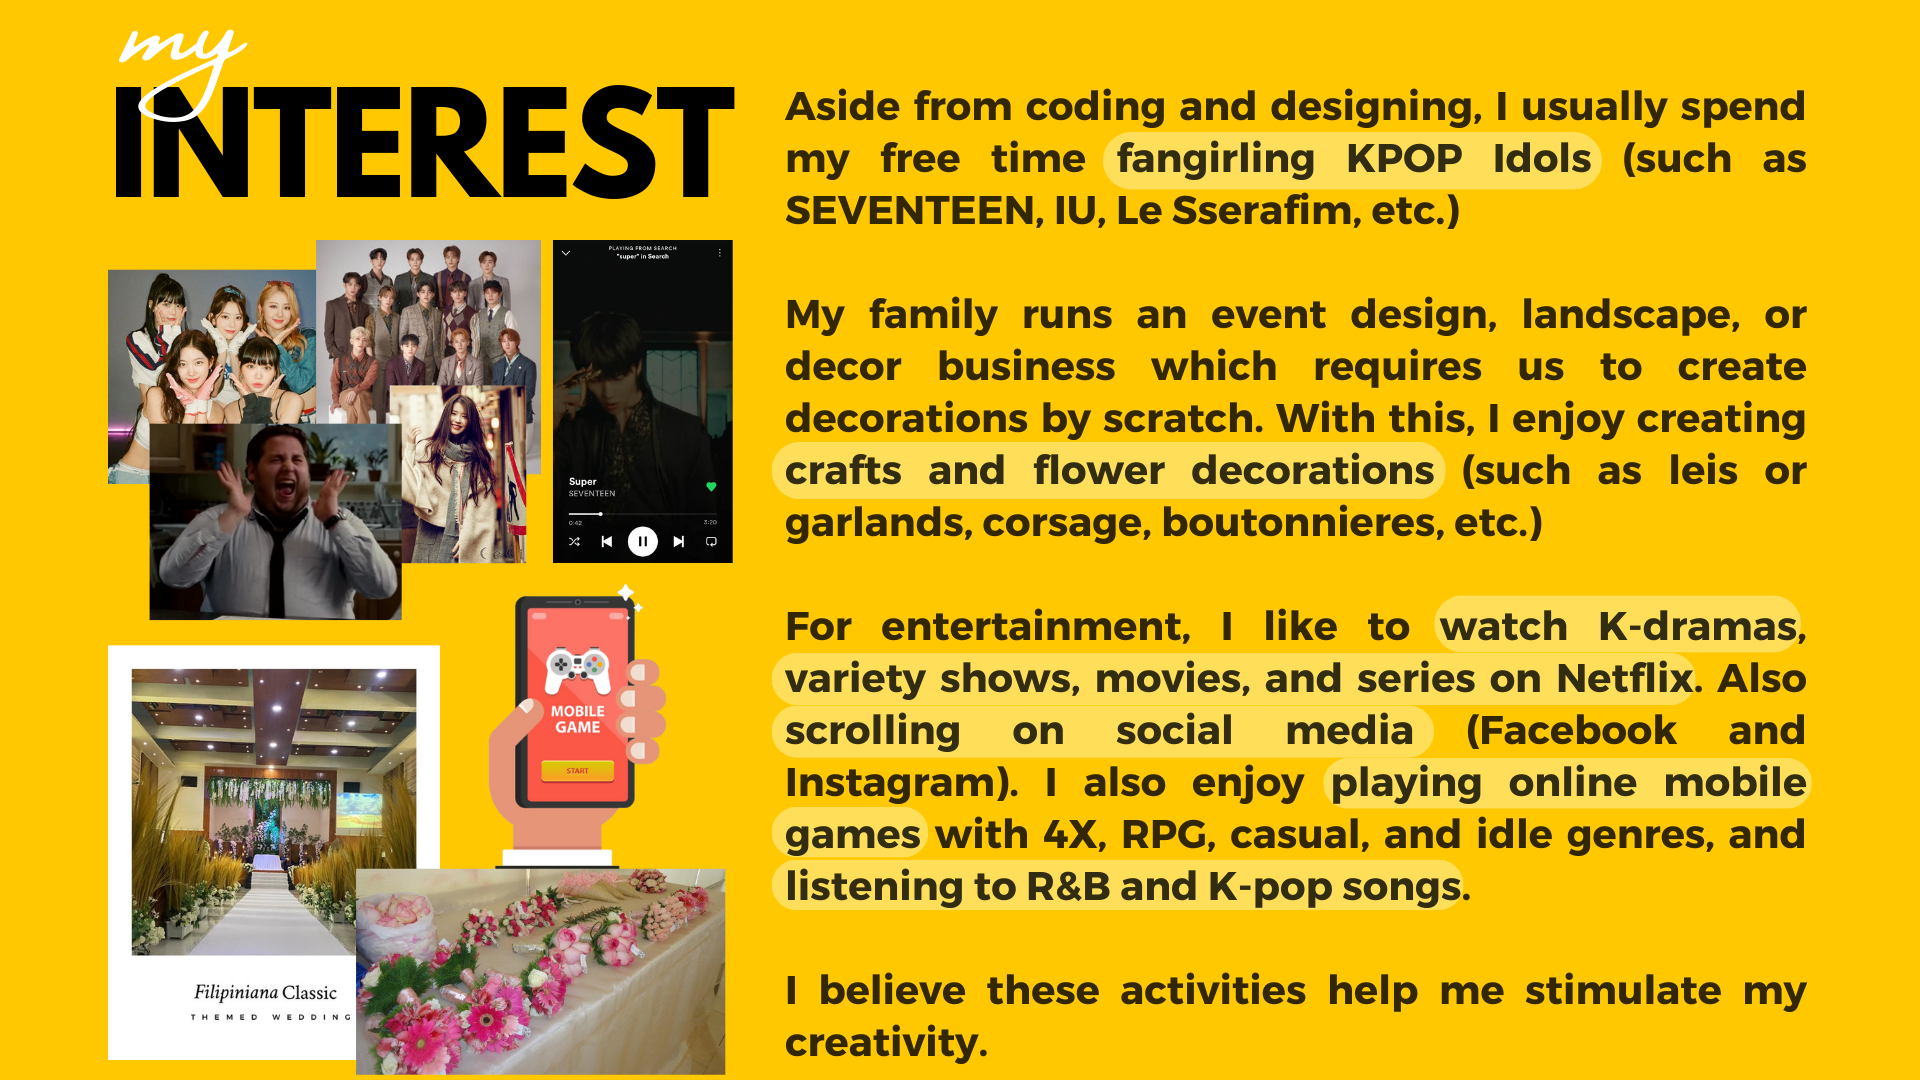 my
INTEREST
Aside from coding and designing, I usually spend
my free time fangirling KPOP Idols (such as
SEVENTEEN, IU, Le Sserafim, etc.)
My family runs an event design, landscape, or
decor business which requires us to create
decorations by scratch. With this, I enjoy creating
crafts and flower decorations (such as leis or
garlands, corsage, boutonnieres, etc.)
For entertainment, I like to watch K-dramas,
variety shows, movies, and series on Netflix. Also
scrolling on social media (Facebook and
Instagram). I also enjoy playing online mobile
games with 4X, RPG, casual, and idle genres, and
listening to R&B and K-pop songs.
I believe these activities help me stimulate my
creativity.
PLAYING FROM SEARCH
"super" in Search
Super
SEVENTEEN
0:42
3:20
MOBILE
GAME
START
Filipiniana Classic
THEMED WEDDING